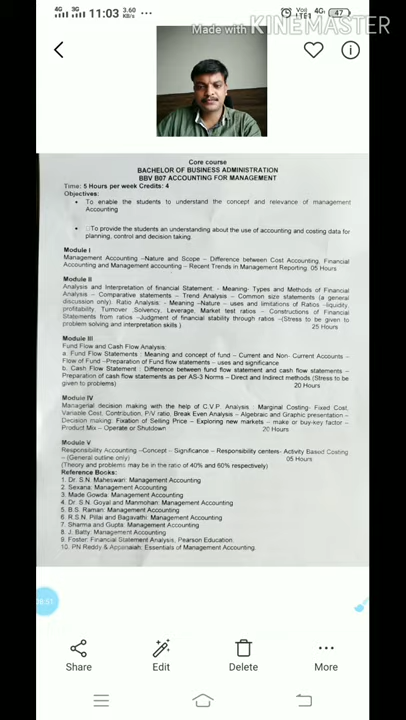 4G 3G 11:03 3.60 KB/s ... Voo LTE1 4G 47
Made with KINEMASTER
Core course
BACHELOR OF BUSINESS ADMINISTRATION
BBV B07 ACCOUNTING FOR MANAGEMENT
Time: 5 Hours per week Credits: 4
Objectives:
• To enable the students to understand the concept and relevance of management
Accounting
• To provide the students an understanding about the use of accounting and costing data for
planning, control and decision taking.
Module I
Management Accounting –Nature and Scope – Difference between Cost Accounting, Financial
Accounting and Management accounting – Recent Trends in Management Reporting. 05 Hours
Module II
Analysis and Interpretation of financial Statement: - Meaning- Types and Methods of Financial
Analysis – Comparative statements – Trend Analysis – Common size statements (a general
discussion only) Ratio Analysis : - Meaning –Nature – uses and limitations of Ratios –liquidity,
profitability, Turnover ,Solvency, Leverage, Market test ratios – Constructions of Financial
Statements from ratios –Judgment of financial stability through ratios –(Stress to be given to
problem solving and interpretation skills ) 25 Hours
Module III
Fund Flow and Cash Flow Analysis:
a. Fund Flow Statements : Meaning and concept of fund – Current and Non- Current Accounts –
Flow of Fund –Preparation of Fund flow statements – uses and significance
b. Cash Flow Statement : Difference between fund flow statement and cash flow statements –
Preparation of cash flow statements as per AS-3 Norms – Direct and Indirect methods (Stress to be
given to problems) 20 Hours
Module IV
Managerial decision making with the help of C.V.P. Analysis : Marginal Costing- Fixed Cost,
Variable Cost, Contribution, P/V ratio, Break Even Analysis – Algebraic and Graphic presentation –
Decision making: Fixation of Selling Price – Exploring new markets – make or buy-key factor –
Product Mix – Operate or Shutdown 20 Hours
Module V
Responsibility Accounting –Concept – Significance – Responsibility centers- Activity Based Costing
– (General outline only) 05 Hours
(Theory and problems may be in the ratio of 40% and 60% respectively)
Reference Books:
1. Dr. S.N. Maheswari: Management Accounting
2. Sexana: Management Accounting
3. Made Gowda: Management Accounting
4. Dr. S.N. Goyal and Manmohan: Management Accounting
5. B.S. Raman: Management Accounting
6. R.S.N. Pillai and Bagavathi: Management Accounting
7. Sharma and Gupta: Management Accounting
8. J. Batty: Management Accounting
9. Foster: Financial Statement Analysis, Pearson Education.
10. PN Reddy & Appanaiah: Essentials of Management Accounting.
Share Edit Delete More